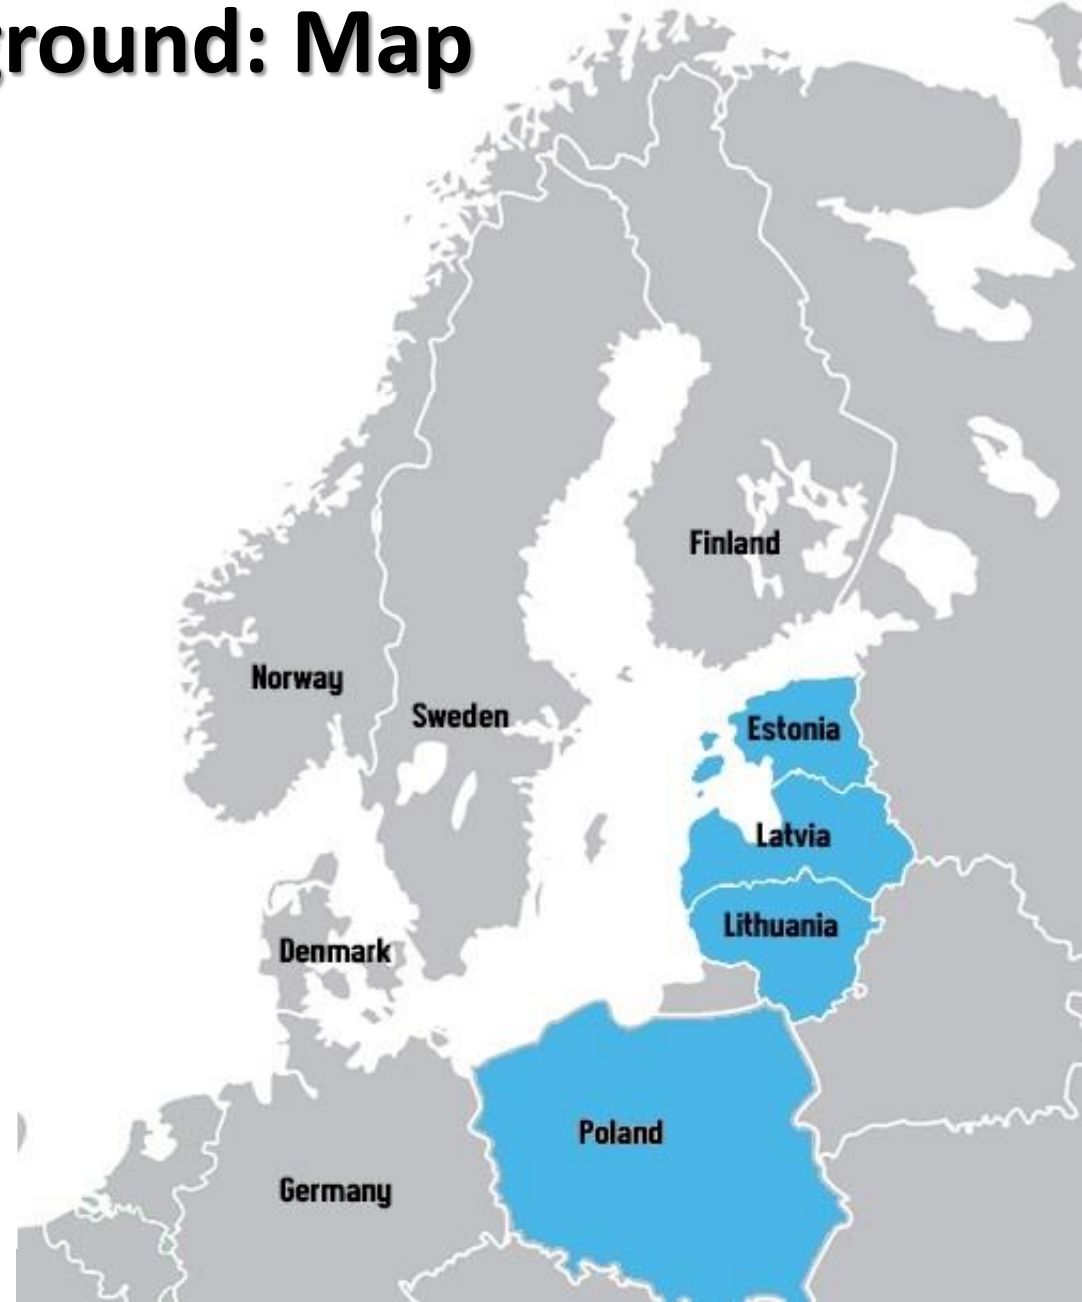 ground: Map
Finland
Norway
Sweden
Estonia
Latvia
Lithuania
Denmark
Poland
Germany